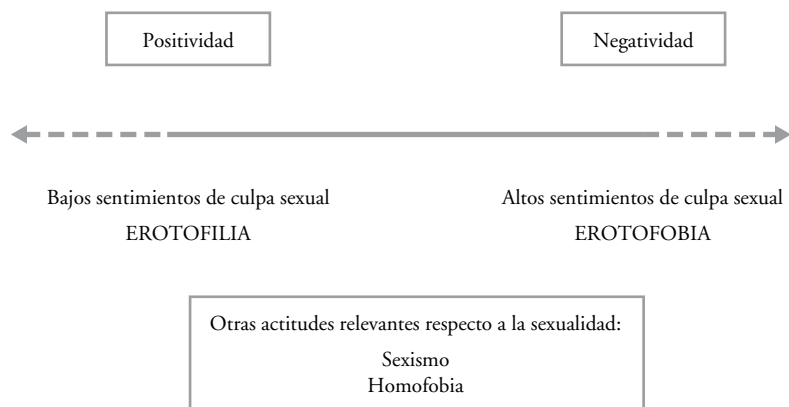 Positividad
Negatividad
Bajos sentimientos de culpa sexual
Altos sentimientos de culpa sexual
EROTOFILIA
EROTOFOBIA
Otras actitudes relevantes respecto a la sexualidad:
Sexismo
Homofobia